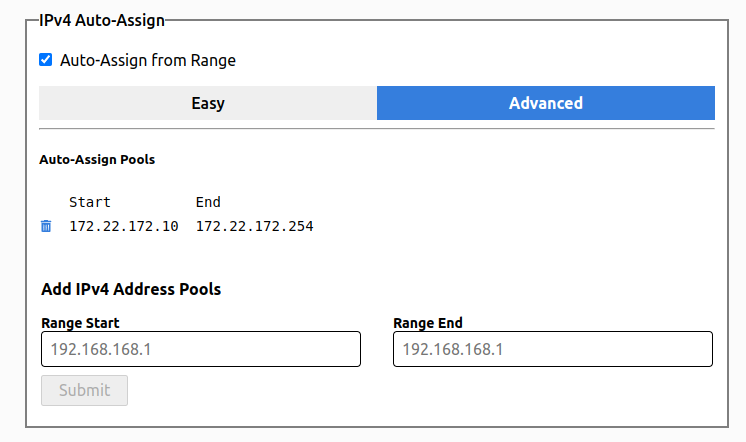 IPv4 Auto-Assign
Auto-Assign from Range
Easy Advanced
Auto-Assign Pools
Start End
172.22.172.10 172.22.172.254
Add IPv4 Address Pools
Range Start Range End
192.168.168.1 192.168.168.1
Submit